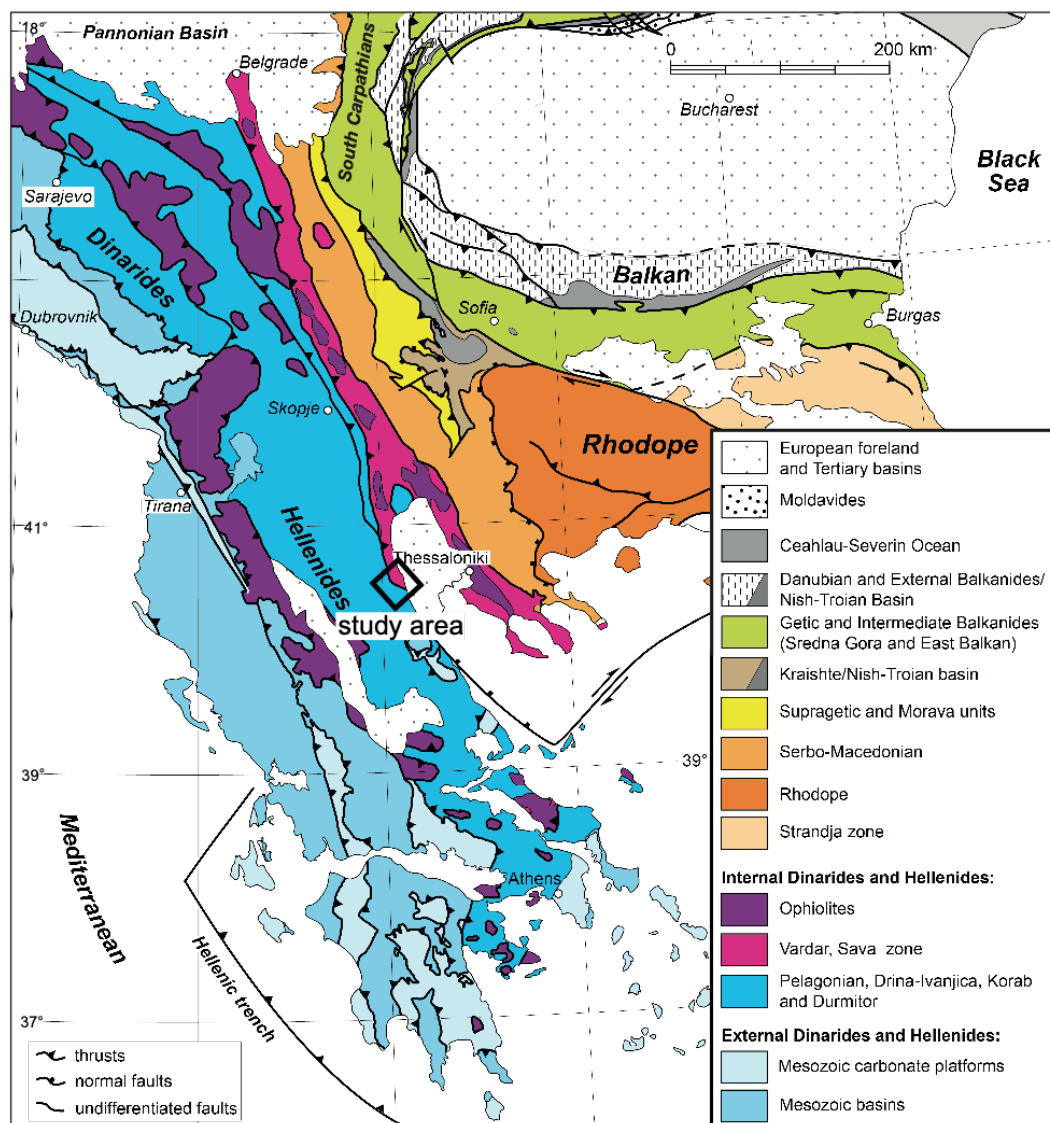 18°
Pannonian Basin
Belgrade
South Carpathians
0
200 km
Bucharest
Black
Sea
Sarajevo
Dinarides
Balkan
Sofia
Burgas
Dubrovnik
Skopje
Rhodope
Tirana
41°
Hellenides
Thessaloniki
study area
39°
39°
Mediterranean
Athens
Hellenic trench
37°
thrusts
normal faults
undifferentiated faults
European foreland
and Tertiary basins
Moldavides
Ceahlau-Severin Ocean
Danubian and External Balkanides/
Nish-Troian Basin
Getic and Intermediate Balkanides
(Sredna Gora and East Balkan)
Kraishte/Nish-Troian basin
Supragetic and Morava units
Serbo-Macedonian
Rhodope
Strandja zone
Internal Dinarides and Hellenides:
Ophiolites
Vardar, Sava zone
Pelagonian, Drina-Ivanjica, Korab
and Durmitor
External Dinarides and Hellenides:
Mesozoic carbonate platforms
Mesozoic basins